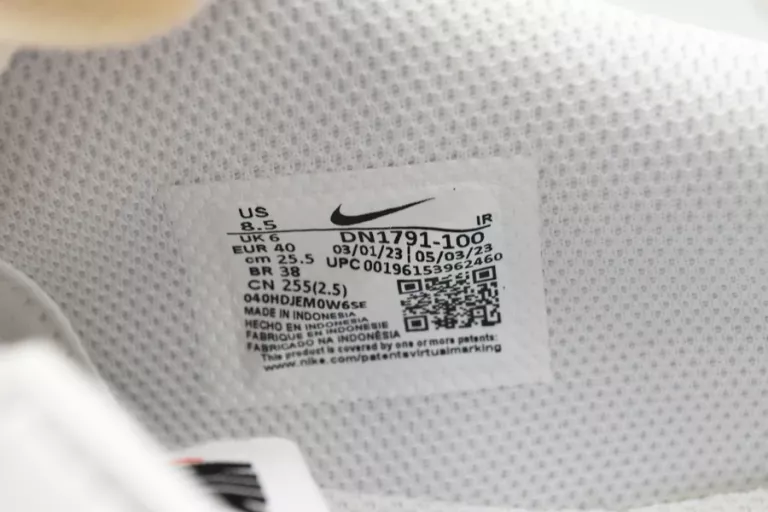 US
8.5
IR
UK 6
EUR 40
cm 25.5
BR 38
CN 255(2.5)
DN1791-100
03/01/23 | 05/03/23
UPC 00196153962460
040HDJEM0W6SE
MADE IN INDONESIA
HECHO EN INDONESIA
FABRIQUE EN INDONESIE
FABRICADO NA INDONESIA
This product is covered by one or more patents:
www.nike.com/patentsvirtualmarking